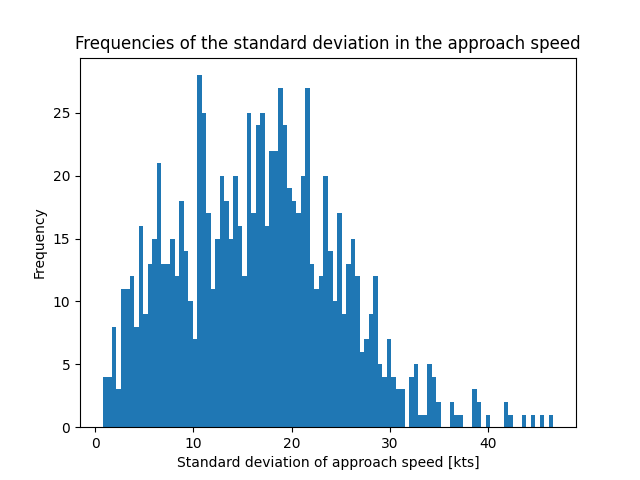 Frequencies of the standard deviation in the approach speed
25
20
15
10
5
0
Frequency
0 10 20 30 40
Standard deviation of approach speed [kts]